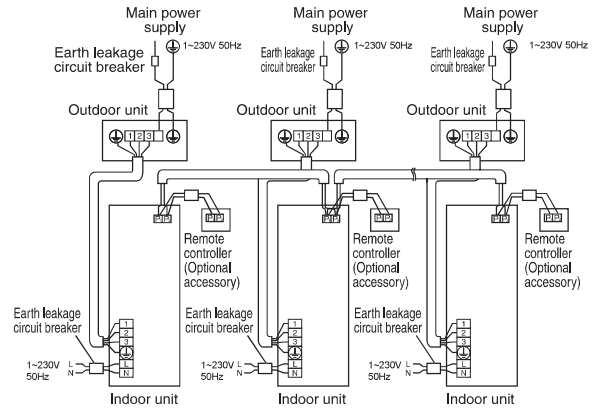 Main power
supply
Main power
supply
Main power
supply
Earth leakage
circuit breaker
1~230V 50Hz
Earth leakage
circuit breaker
1~230V 50Hz
Earth leakage
circuit breaker
1~230V 50Hz
Outdoor unit
Outdoor unit
Outdoor unit
1 2 3
1 2 3
1 2 3
P P
P P
P P
P P
P P
P P
Remote
controller
(Optional
accessory)
Remote
controller
(Optional
accessory)
Remote
controller
(Optional
accessory)
Earth leakage
circuit breaker
1
2
3
L
N
1~230V
50Hz
L
N
Earth leakage
circuit breaker
1
2
3
L
N
1~230V
50Hz
L
N
Earth leakage
circuit breaker
1
2
3
L
N
1~230V
50Hz
L
N
Indoor unit
Indoor unit
Indoor unit